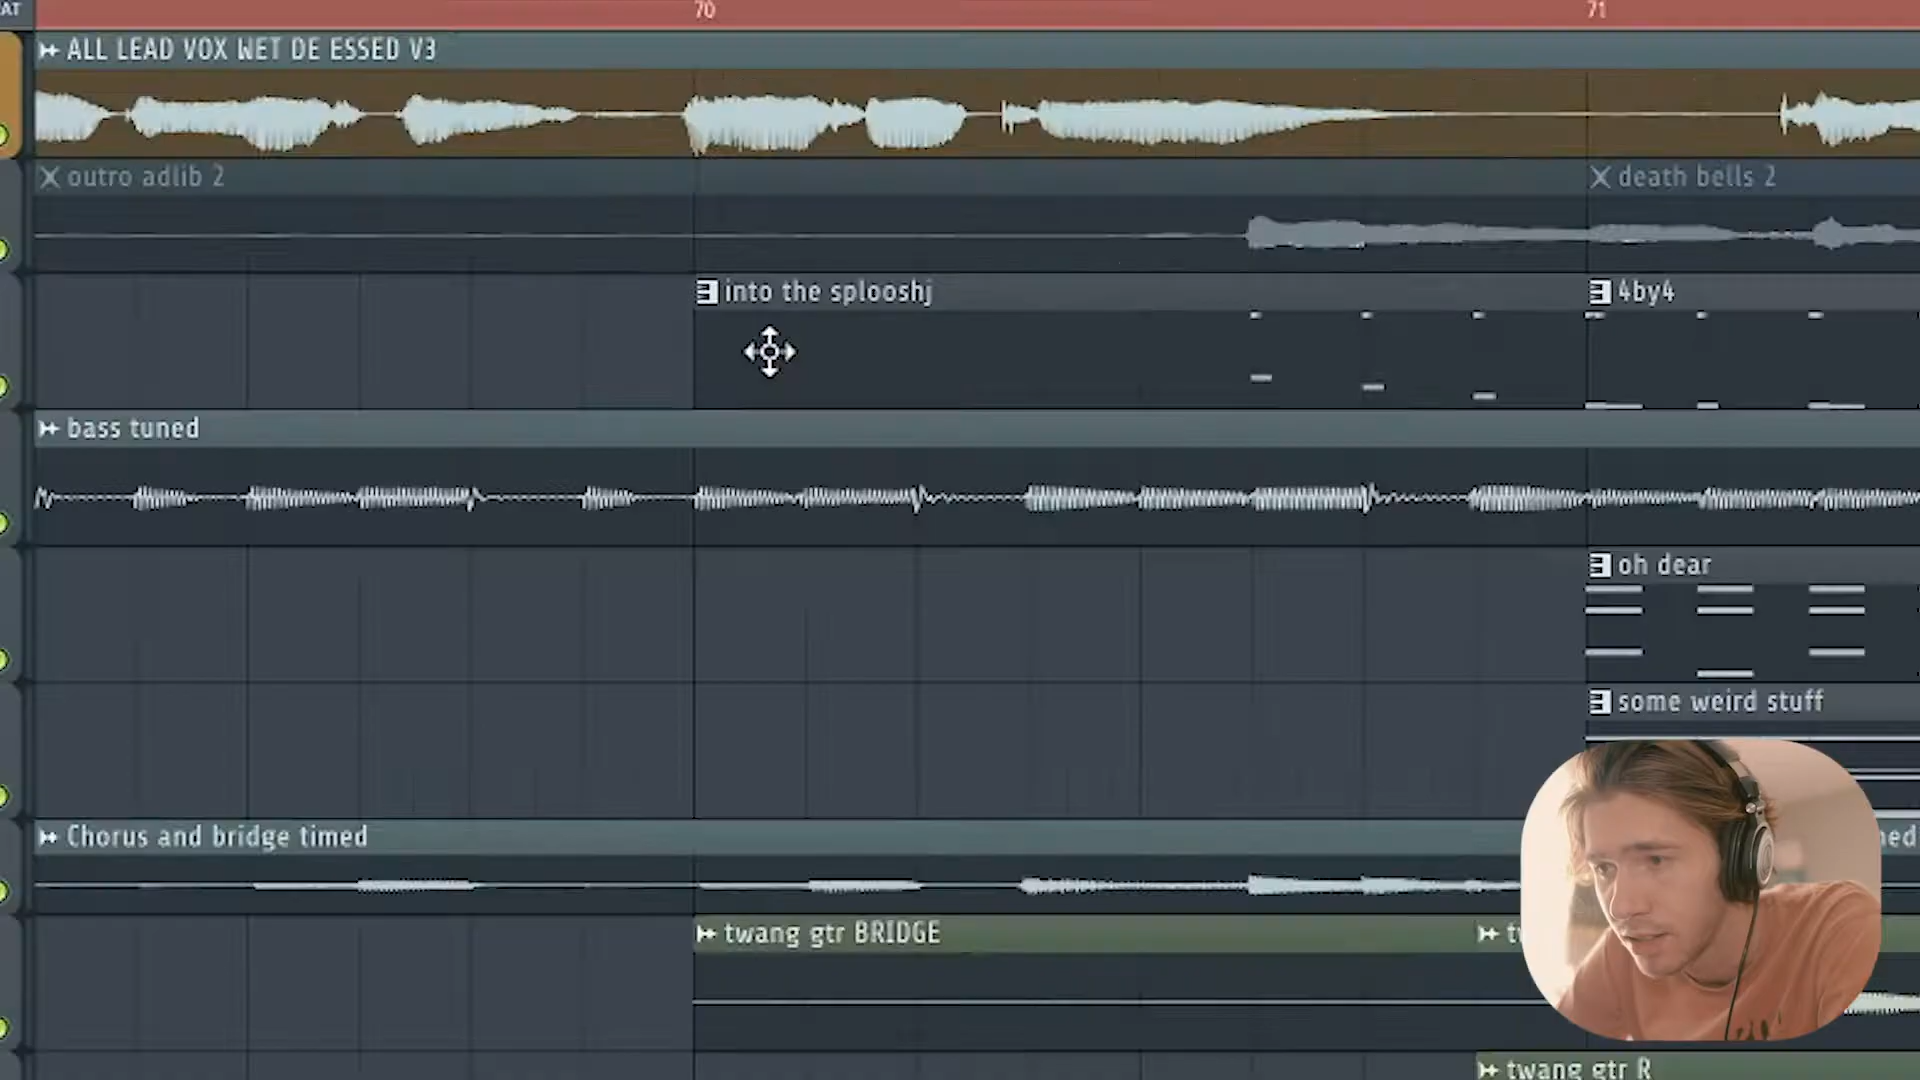 AT
70
71
ALL LEAD VOX WET DE ESSED V3
outro adlib 2
death bells 2
into the splooshj
4by4
bass tuned
oh dear
some weird stuff
Chorus and bridge timed
twang gtr BRIDGE
twang gtr R